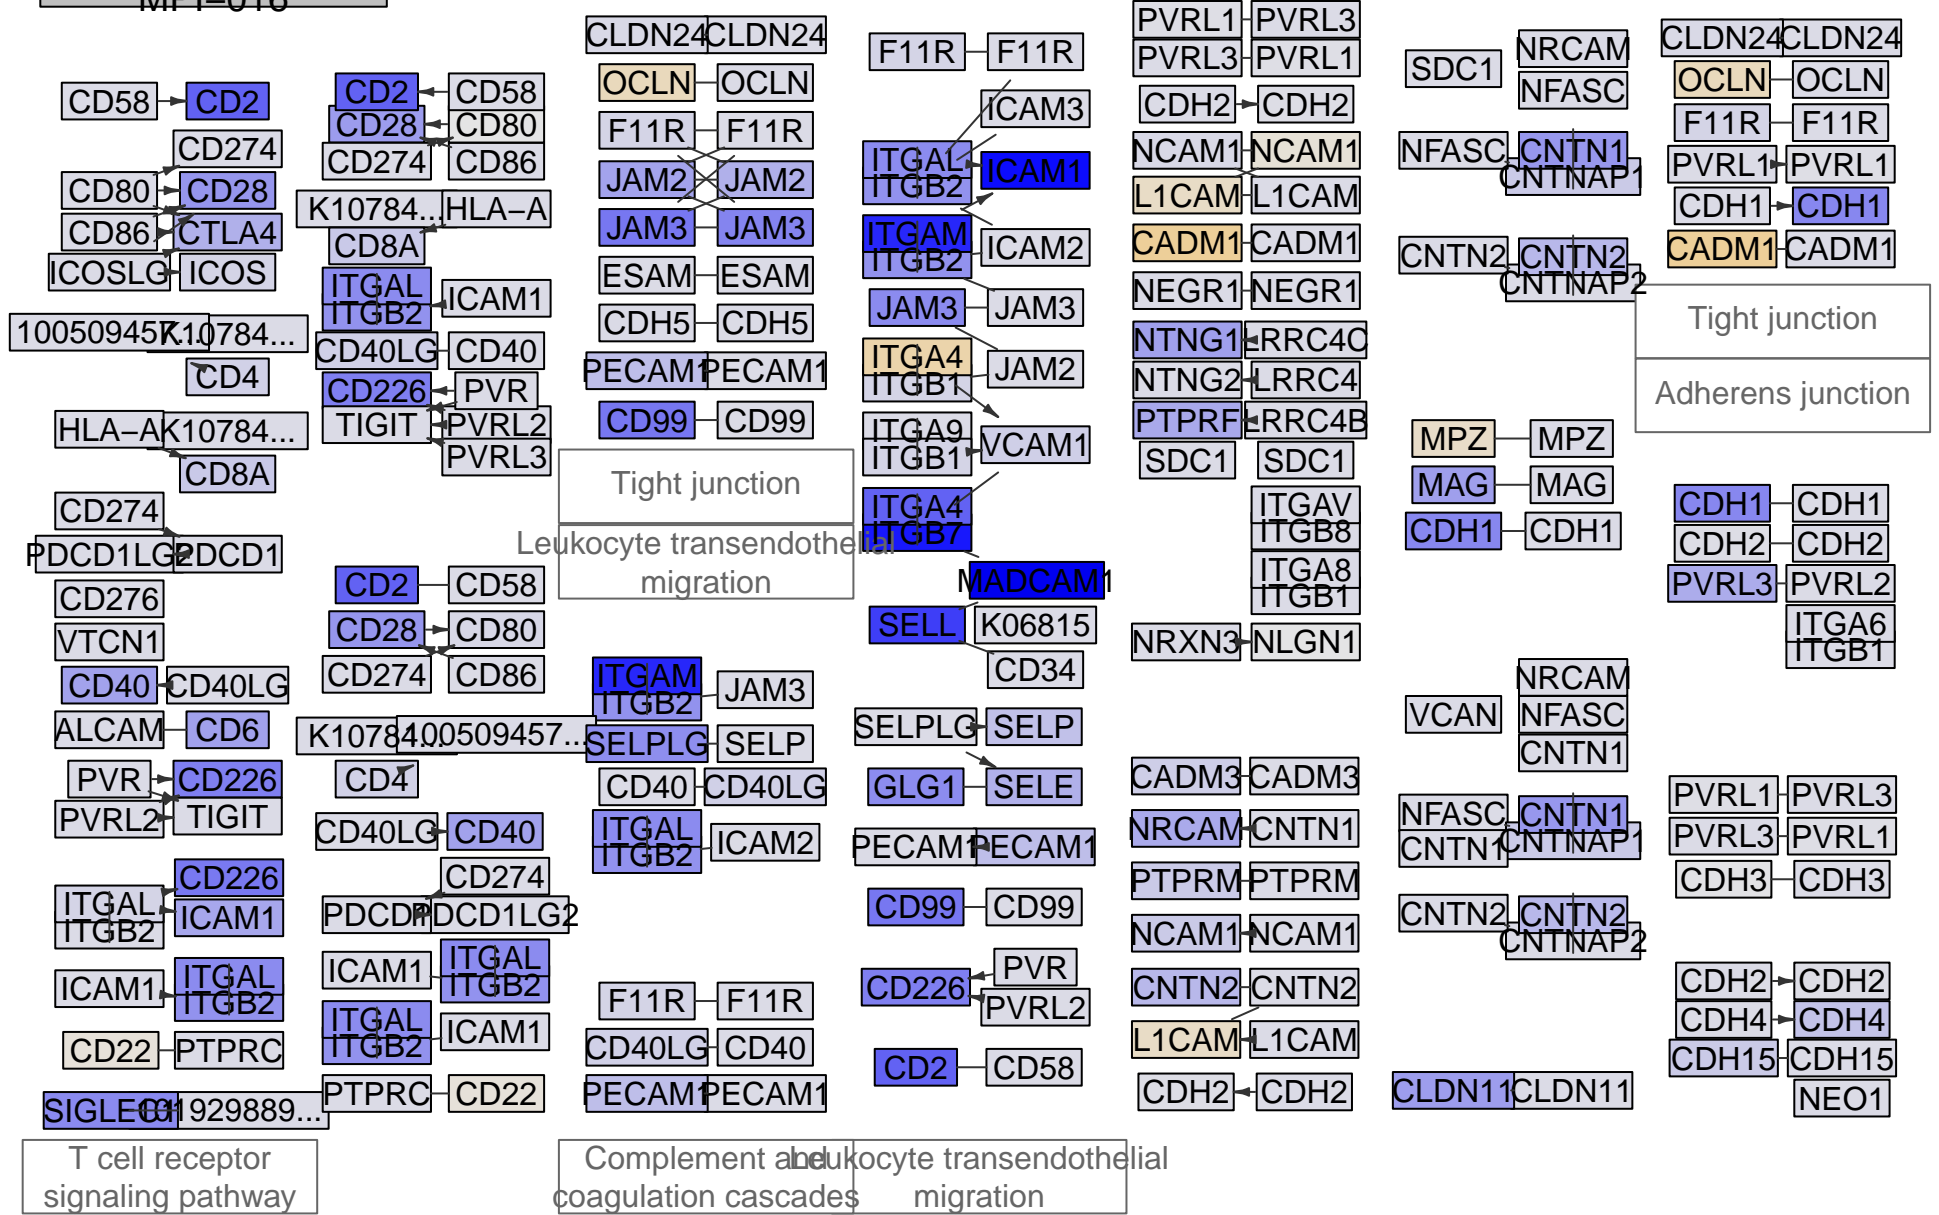 MPI–016
CD58
CD2
CD274
CD80
CD28
CD86
CTLA4
ICOSLG
ICOS
100509457...
K10784...
CD4
HLA–A
K10784...
CD8A
CD274
PDCD1LG2
PDCD1
CD276
VTCN1
CD40
CD40LG
ALCAM
CD6
PVR
CD226
PVRL2
TIGIT
CD226
ITGAL
ICAM1
ITGB2
ITGAL
ICAM1
ITGB2
CD22
PTPRC
929889...
T cell receptor
signaling pathway
CD2
CD58
CD28
CD80
CD274
CD86
K10784...
HLA–A
CD8A
ITGAL
ICAM1
ITGB2
CD40LG
CD40
CD226
PVR
TIGIT
PVRL2
PVRL3
CD2
CD58
CD28
CD80
CD274
CD86
K10784...
100509457...
CD4
CD40LG
CD40
CD274
PDCD1
PDCD1LG2
ICAM1
ITGAL
ITGB2
ITGAL
ICAM1
ITGB2
PTPRC
CD22
CLDN24
CLDN24
OCLN
OCLN
F11R
F11R
JAM2
JAM2
JAM3
JAM3
ESAM
ESAM
CDH5
CDH5
PECAM1
PECAM1
CD99
CD99
Tight junction
Leukocyte transendothelial
migration
ITGAM
JAM3
ITGB2
SELPLG
SELP
CD40
CD40LG
ITGAL
ICAM2
ITGB2
F11R
F11R
CD40LG
CD40
PECAM1
PECAM1
Complement and
coagulation cascades
F11R
F11R
ICAM3
ITGAL
ICAM1
ITGB2
ITGAM
ICAM2
ITGB2
JAM3
JAM3
ITGA4
JAM2
ITGB1
ITGA9
VCAM1
ITGB1
ITGA4
ITGB7
MADCAM1
SELL
K06815
CD34
SELPLG
SELP
GLG1
SELE
PECAM1
PECAM1
CD99
CD99
CD226
PVR
PVRL2
CD2
CD58
Leukocyte transendothelial
migration
PVRL1
PVRL3
PVRL3
PVRL1
CDH2
CDH2
NCAM1
NCAM1
L1CAM
L1CAM
CADM1
CADM1
NEGR1
NEGR1
NTNG1
LRRC4C
NTNG2
LRRC4
PTPRF
LRRC4B
SDC1
SDC1
ITGAV
ITGB8
ITGA8
ITGB1
NRXN3
NLGN1
CADM3
CADM3
NRCAM
CNTN1
PTPRM
PTPRM
NCAM1
NCAM1
CNTN2
CNTN2
L1CAM
L1CAM
CDH2
CDH2
SDC1
NRCAM
NFASC
NFASC
CNTN1
CNTNAP1
CNTN2
CNTN2
CNTNAP2
MPZ
MPZ
MAG
MAG
CDH1
CDH1
NRCAM
VCAN
NFASC
CNTN1
NFASC
CNTN1
CNTN1
CNTNAP1
CNTN2
CNTN2
CNTNAP2
CLDN11
CLDN11
CLDN24
CLDN24
OCLN
OCLN
F11R
F11R
PVRL1
PVRL1
CDH1
CDH1
CADM1
CADM1
Tight junction
Adherens junction
CDH1
CDH1
CDH2
CDH2
PVRL3
PVRL2
ITGA6
ITGB1
PVRL1
PVRL3
PVRL3
PVRL1
CDH3
CDH3
CDH2
CDH2
CDH4
CDH4
CDH15
CDH15
NEO1